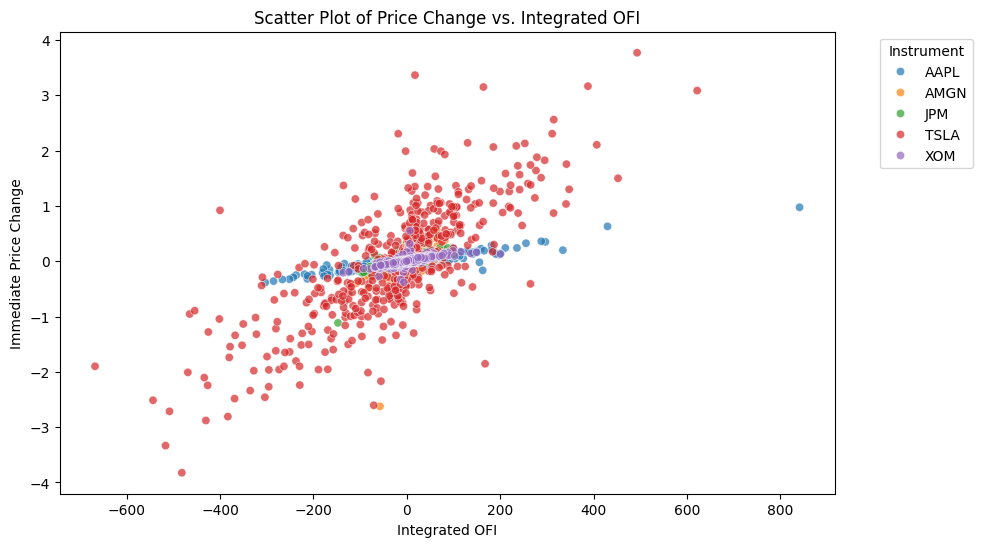 Scatter Plot of Price Change vs. Integrated OFI
Immediate Price Change
4
3
2
1
0
−1
−2
−3
−4
−600
−400
−200
0
200
400
600
800
Integrated OFI
Instrument
AAPL
AMGN
JPM
TSLA
XOM